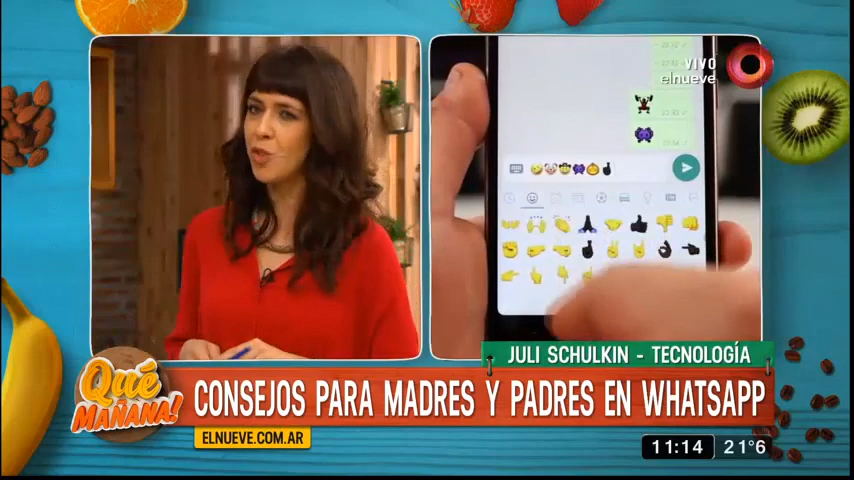 VIVO
elnueve
JULI SCHULKIN - TECNOLOGÍA
Qué
MAÑANA!
CONSEJOS PARA MADRES Y PADRES EN WHATSAPP
ELNUEVE.COM.AR
11:14 21°6